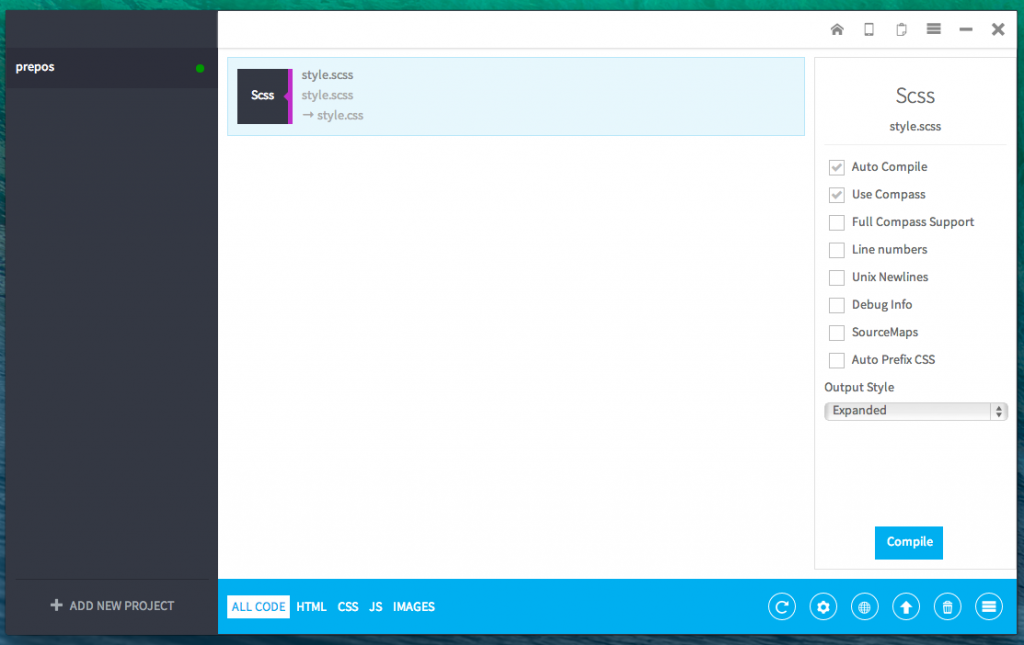 prepos
Scss
style.scss
style.scss
→ style.css
Scss
style.scss
Auto Compile
Use Compass
Full Compass Support
Line numbers
Unix Newlines
Debug Info
SourceMaps
Auto Prefix CSS
Output Style
Expanded
Compile
ADD NEW PROJECT
ALL CODE HTML CSS JS IMAGES